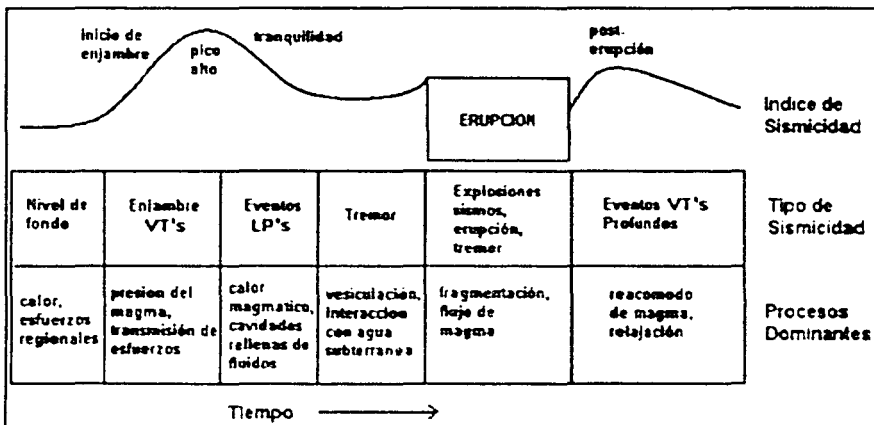 inicio de
enjambre
pico
alto
tranquilidad
post.
erupción
ERUPCION
Indice de
Sismicidad
Nivel de
fondo
Enjambre
VT's
Eventos
LP's
Tremor
Explosiones
sismos,
erupción,
tremor
Eventos VT's
Profundos
Tipo de
Sismicidad
calor,
esfuerzos
regionales
presion del
magma,
transmisión de
esfuerzos
calor
magmatico,
cavidades
rellenas de
fluidos
vesiculación,
Interaccion
con agua
subterranea
fragmentación,
flujo de
magma
reacomodo
de magma,
relajación
Procesos
Dominantes
Tiempo